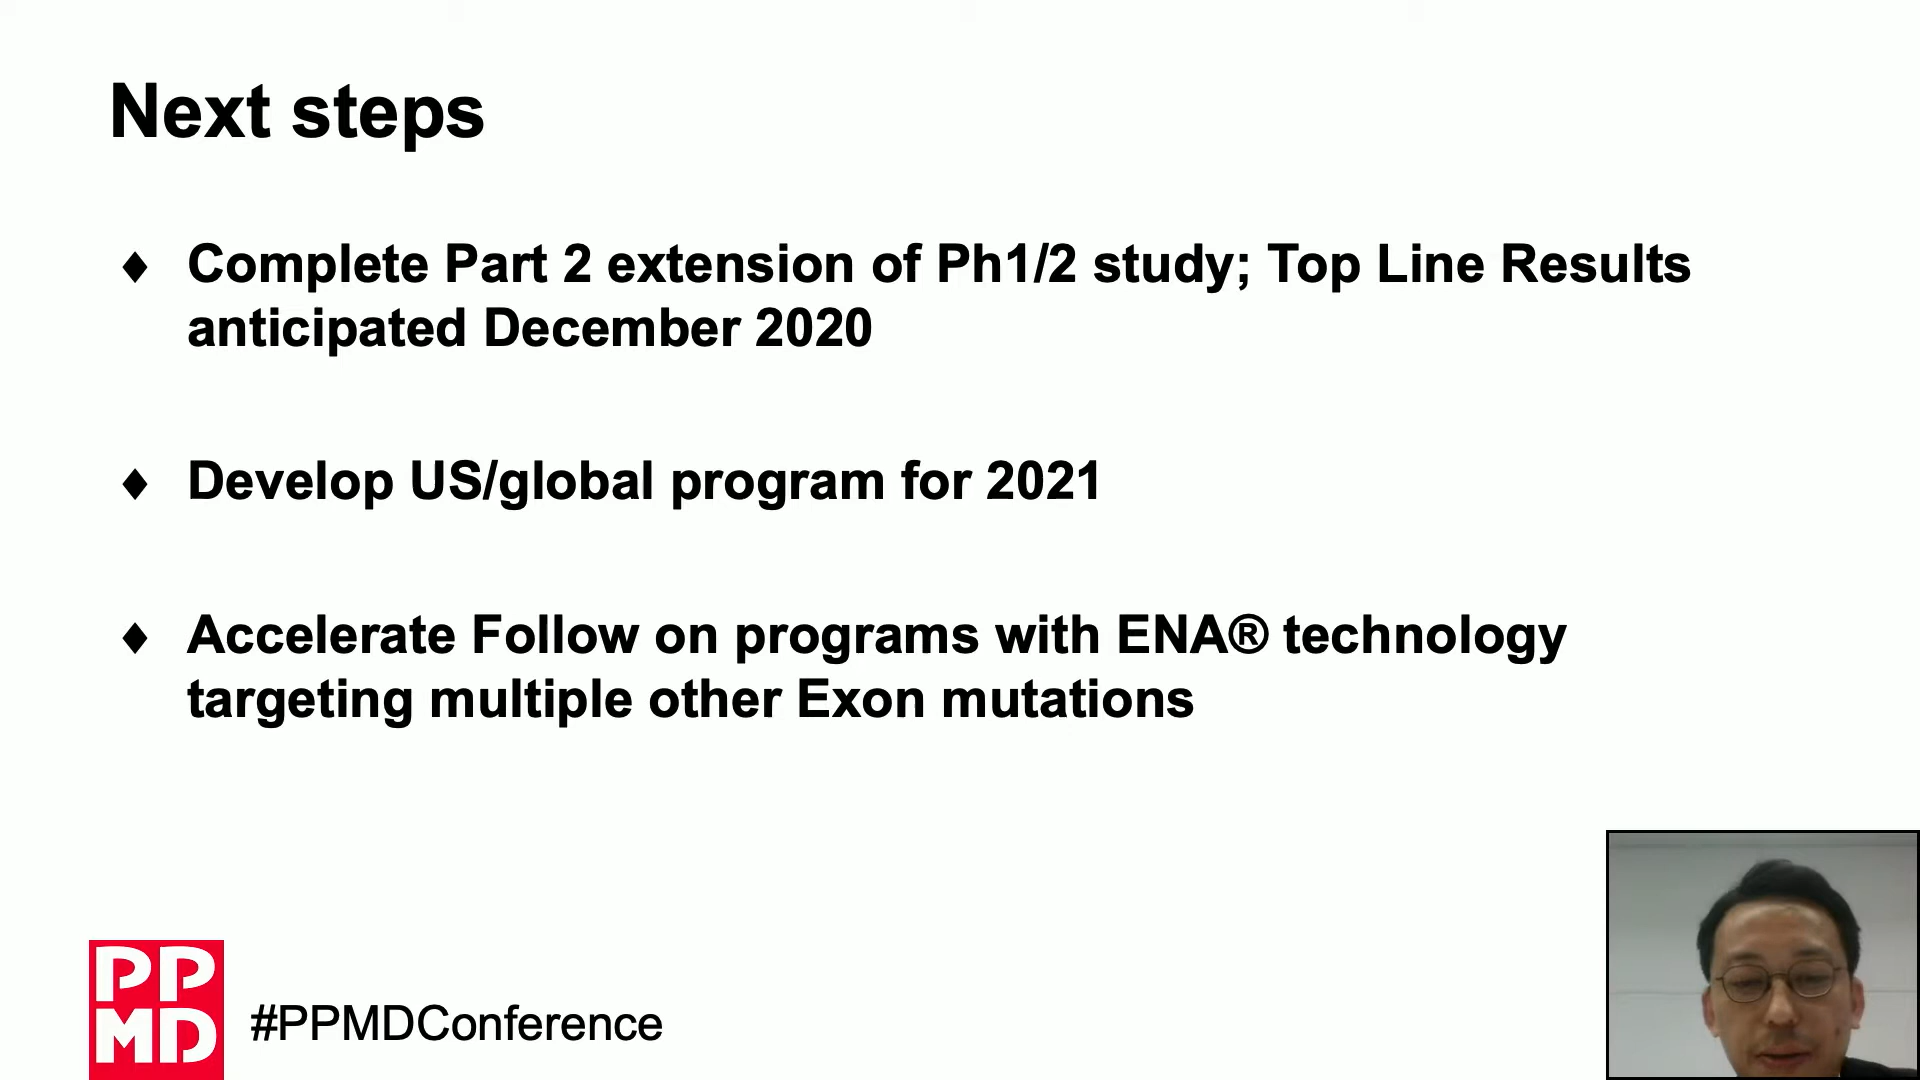 Next steps
♦ Complete Part 2 extension of Ph1/2 study; Top Line Results
anticipated December 2020
♦ Develop US/global program for 2021
♦ Accelerate Follow on programs with ENA® technology
targeting multiple other Exon mutations
PP
MD
#PPMDConference